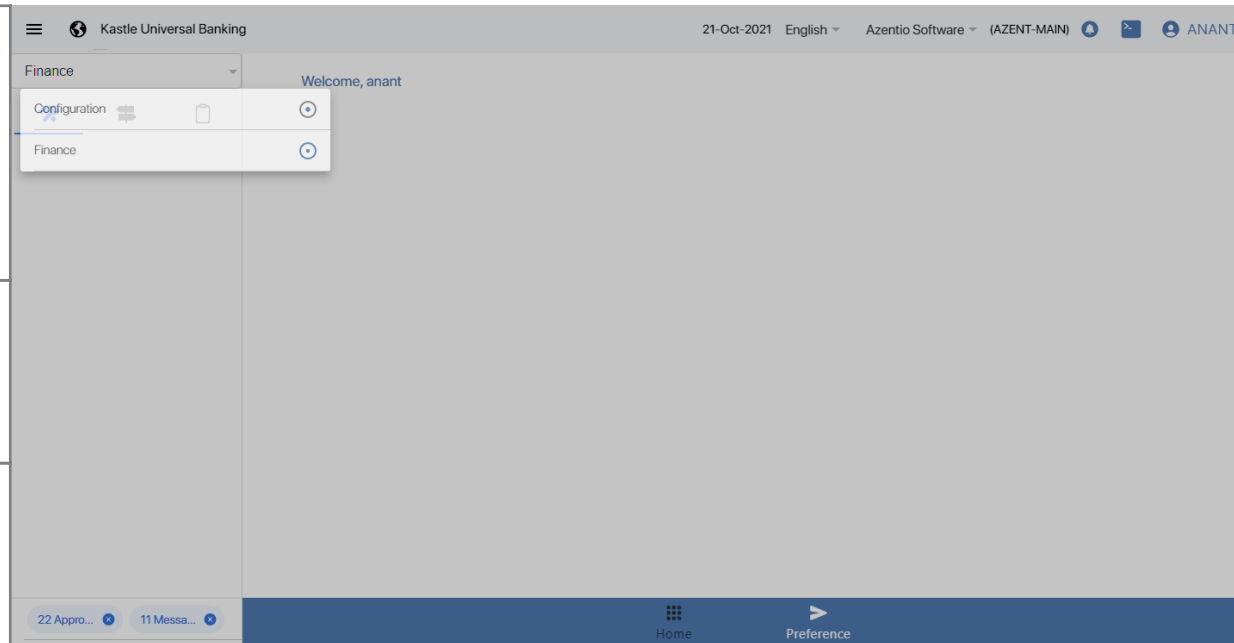 Kastle Universal Banking
21-Oct-2021 English Azentio Software (AZENT-MAIN) ANANT
Finance
Welcome, anant
Configuration
Finance
22 Appro... 11 Messa...
Home Preference